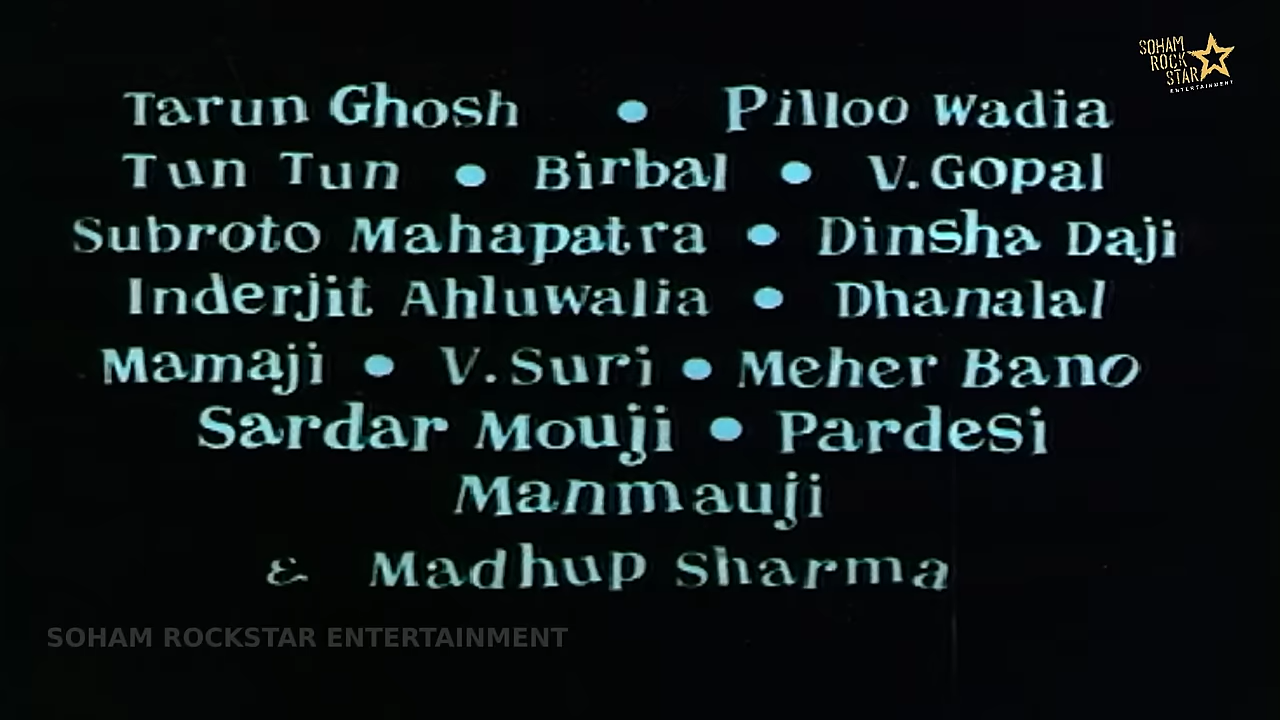 SOHAM
ROCK
STAR
ENTERTAINMENT
Tarun Ghosh • Pilloo Wadia
Tun Tun • Birbal • V.Gopal
Subroto Mahapatra • Dinsha Daji
Inderjit Ahluwalia • Dhanalal
Mamaji • V.Suri • Meher Bano
Sardar Mouji • Pardesi
Manmauji
& Madhup Sharma
SOHAM ROCKSTAR ENTERTAINMENT